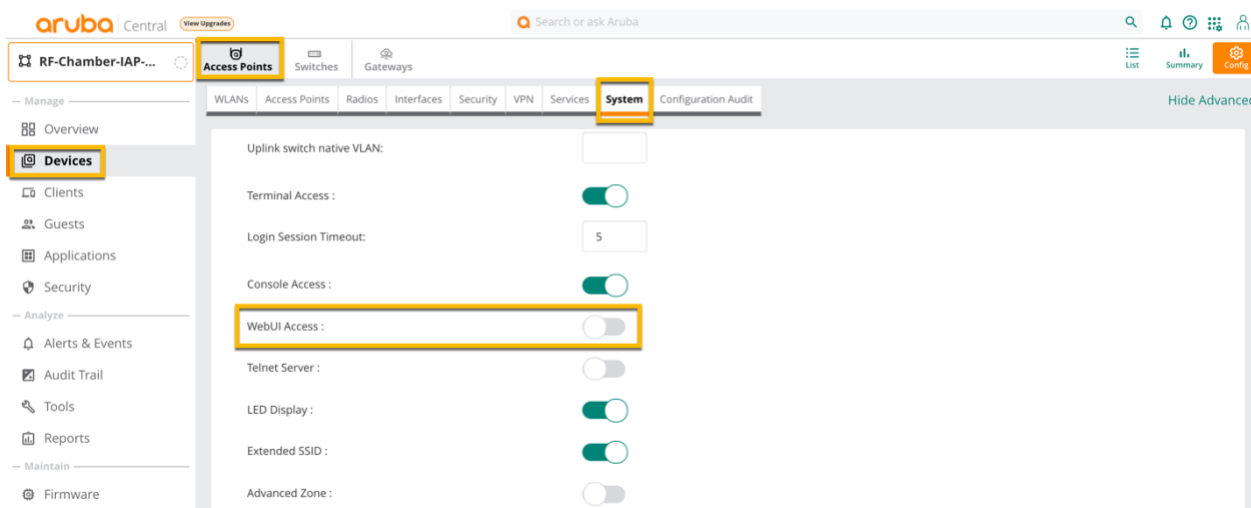 aruba Central View Upgrades
Search or ask Aruba
RF-Chamber-IAP-...
Access Points
Switches
Gateways
List
Summary
Config
Manage
Overview
Devices
Clients
Guests
Applications
Security
Analyze
Alerts & Events
Audit Trail
Tools
Reports
Maintain
Firmware
WLANs Access Points Radios Interfaces Security VPN Services System Configuration Audit
Hide Advanced
Uplink switch native VLAN:
Terminal Access :
Login Session Timeout: 5
Console Access :
WebUI Access :
Telnet Server :
LED Display :
Extended SSID :
Advanced Zone :